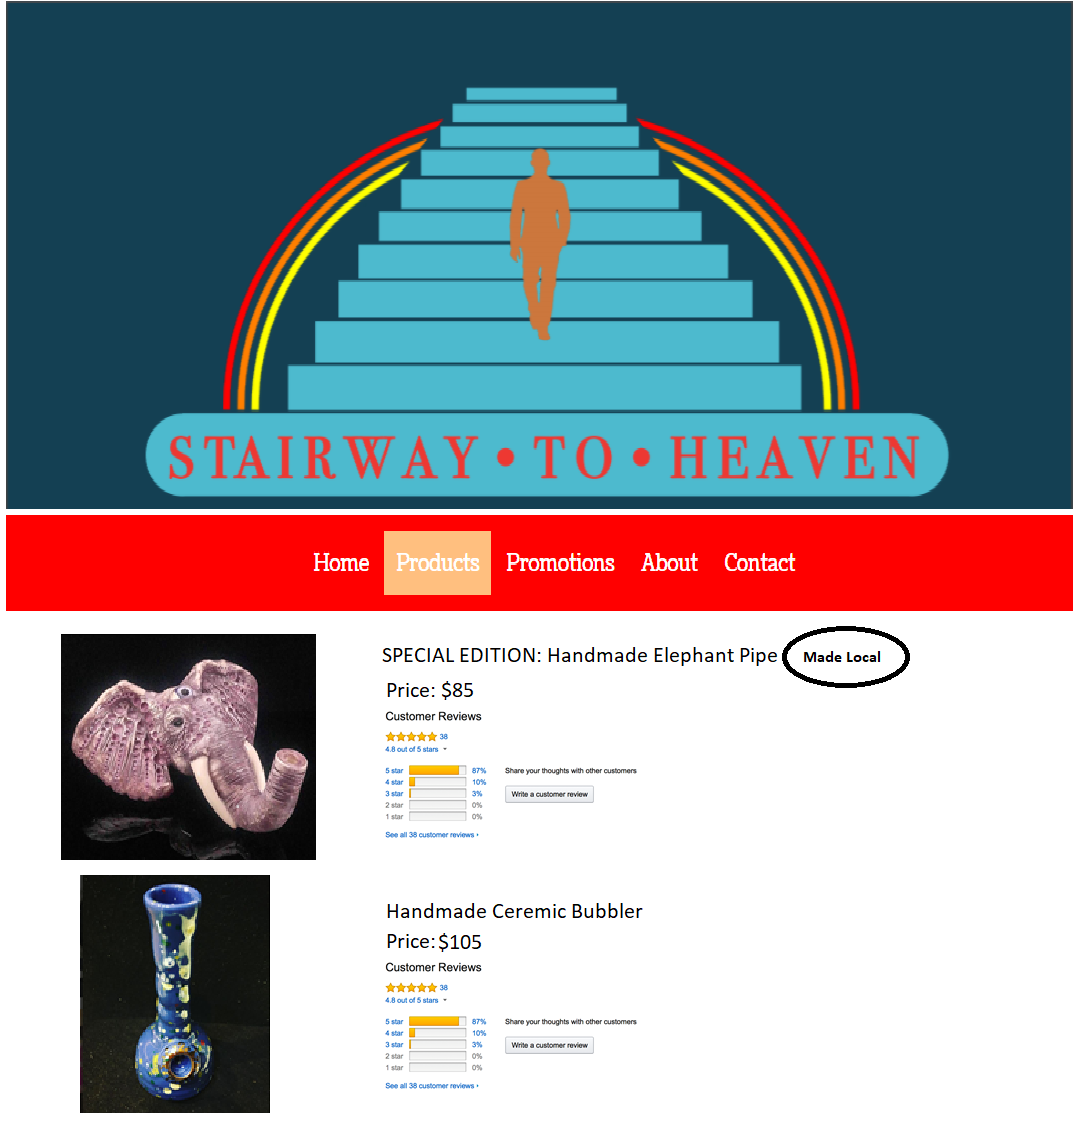 STAIRWAY • TO • HEAVEN
Home Products Promotions About Contact
SPECIAL EDITION: Handmade Elephant Pipe Made Local
Price: $85
Customer Reviews
38
4.8 out of 5 stars
5 star 87%
4 star 10%
3 star 3%
2 star 0%
1 star 0%
Share your thoughts with other customers
Write a customer review
See all 38 customer reviews ›
Handmade Ceremic Bubbler
Price: $105
Customer Reviews
38
4.8 out of 5 stars
5 star 87%
4 star 10%
3 star 3%
2 star 0%
1 star 0%
Share your thoughts with other customers
Write a customer review
See all 38 customer reviews ›